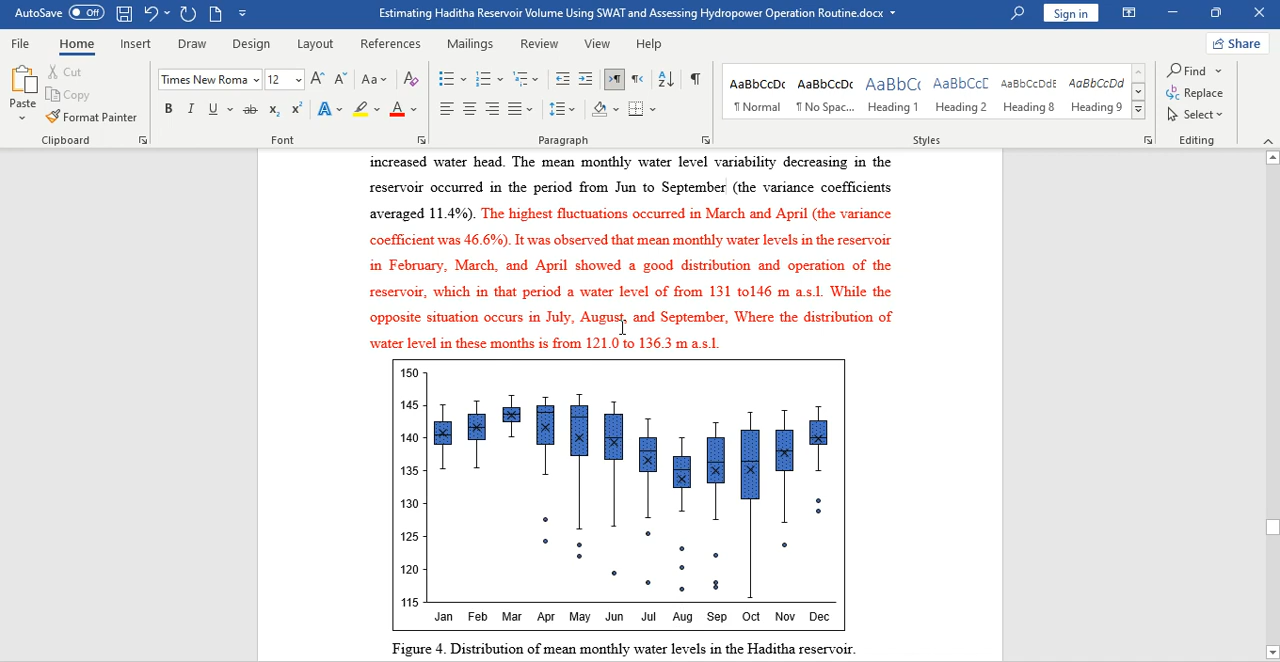 AutoSave Off Estimating Haditha Reservoir Volume Using SWAT and Assessing Hydropower Operation Routine.docx Sign in
File Home Insert Draw Design Layout References Mailings Review View Help Share
Paste Cut Copy Format Painter
Times New Roma 12
Aa
B I U ab x₂ x² A A
AaBbCcDc AaBbCcDc AaBbCc AaBbCcD AaBbCcDdE AaBbCcDd
¶ Normal ¶ No Spac... Heading 1 Heading 2 Heading 8 Heading 9
Find
Replace
Select
Clipboard Font Paragraph Styles Editing
increased water head. The mean monthly water level variability decreasing in the
reservoir occurred in the period from Jun to September (the variance coefficients
averaged 11.4%). The highest fluctuations occurred in March and April (the variance
coefficient was 46.6%). It was observed that mean monthly water levels in the reservoir
in February, March, and April showed a good distribution and operation of the
reservoir, which in that period a water level of from 131 to146 m a.s.l. While the
opposite situation occurs in July, August, and September, Where the distribution of
water level in these months is from 121.0 to 136.3 m a.s.l.
150
145
140
135
130
125
120
115
Jan Feb Mar Apr May Jun Jul Aug Sep Oct Nov Dec
Figure 4. Distribution of mean monthly water levels in the Haditha reservoir.